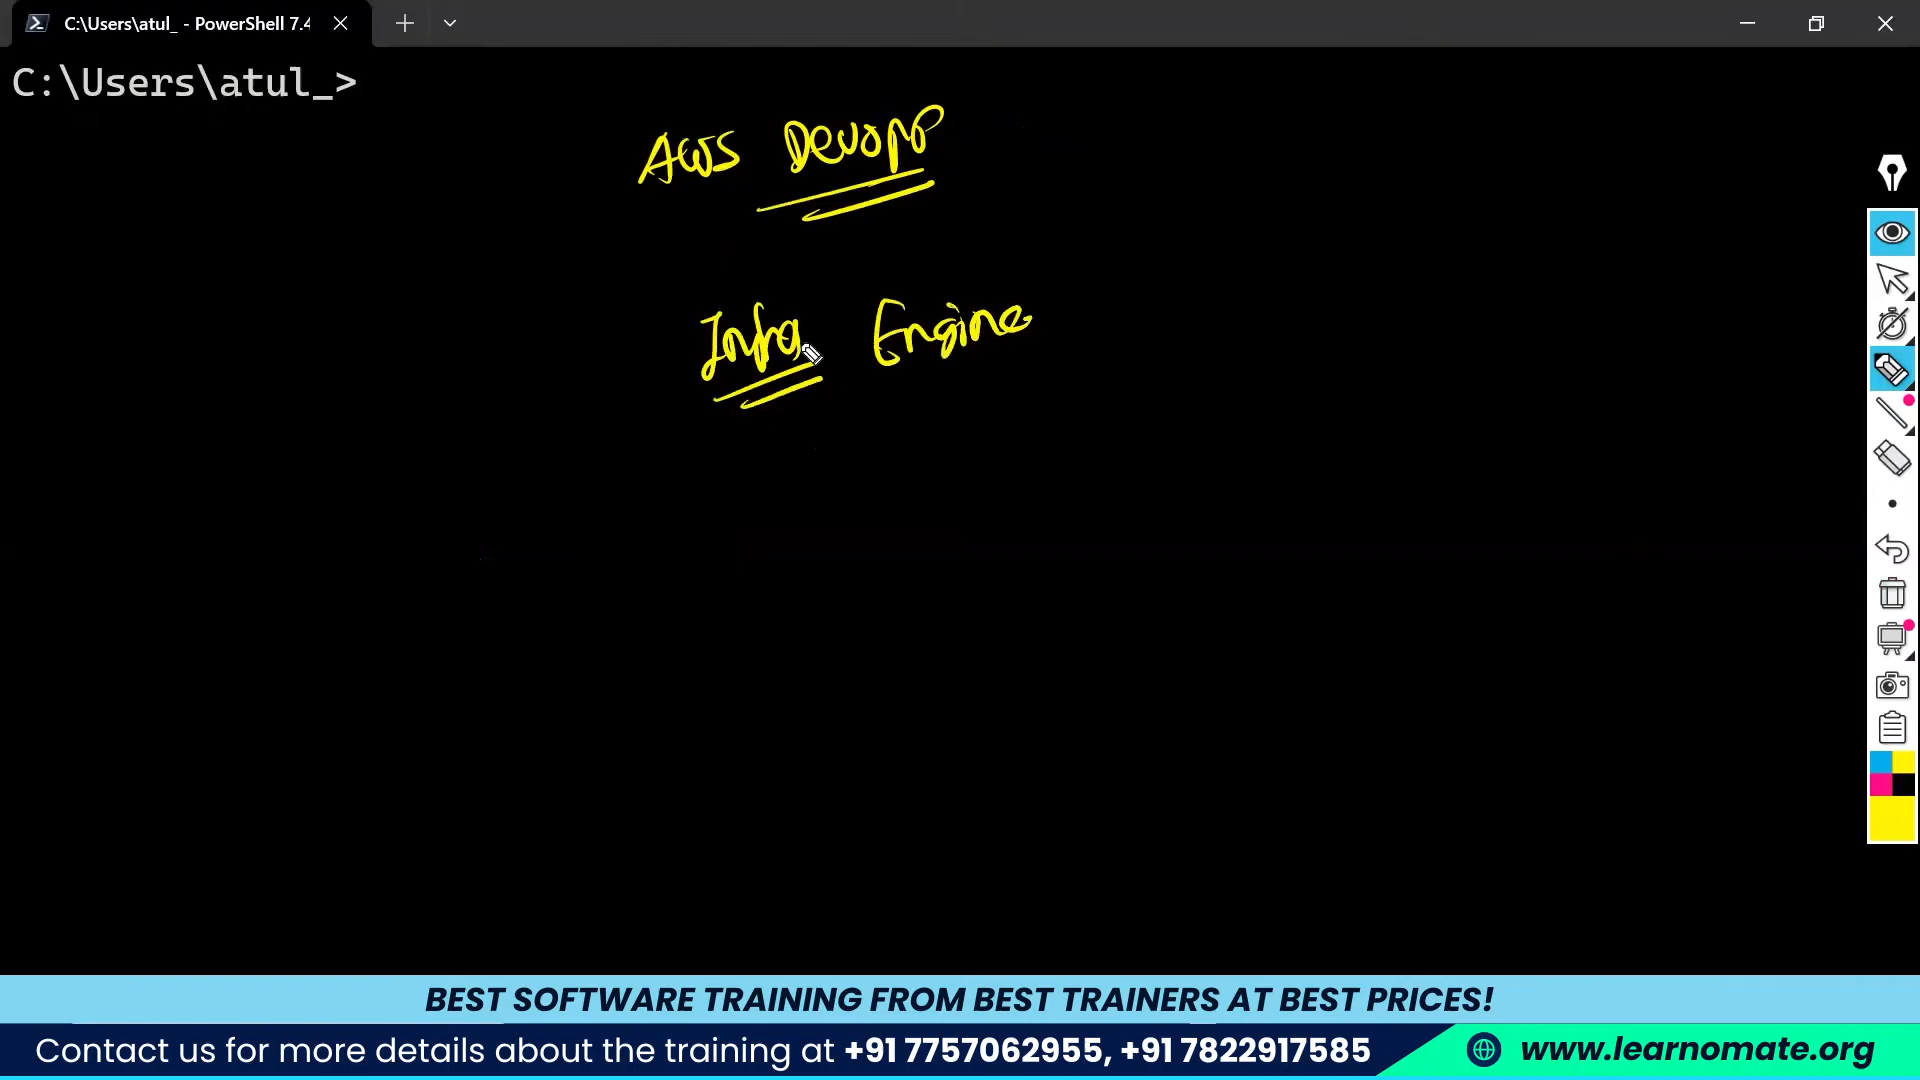 C:\Users\atul_ - PowerShell 7.4
C:\Users\atul_>
AWS Devops
Infra Engine
BEST SOFTWARE TRAINING FROM BEST TRAINERS AT BEST PRICES!
Contact us for more details about the training at +91 7757062955, +91 7822917585
www.learnomate.org